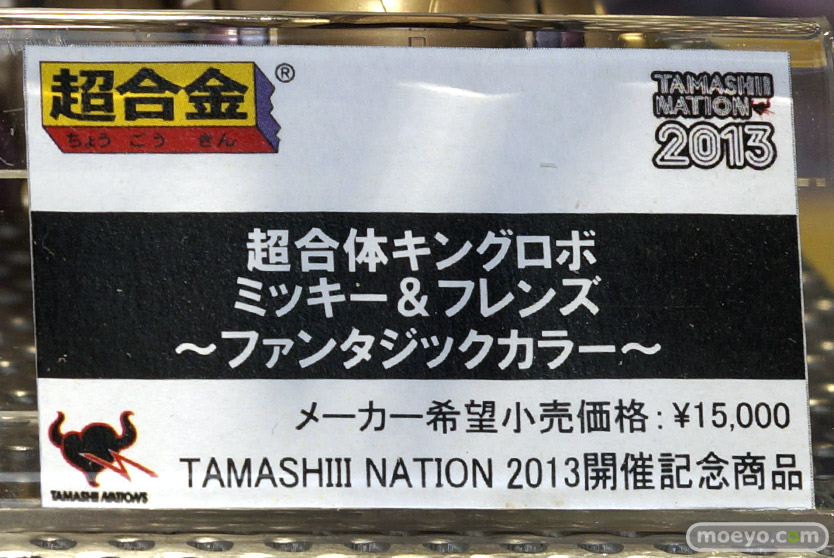 超合金®
ちょうごうきん
TAMASHII
NATION
2013
超合体キングロボ
ミッキー&フレンズ
~ファンタジックカラー~
メーカー希望小売価格:¥15,000
TAMASHI NATIONS
TAMASHIII NATION 2013開催記念商品
moeyo.com